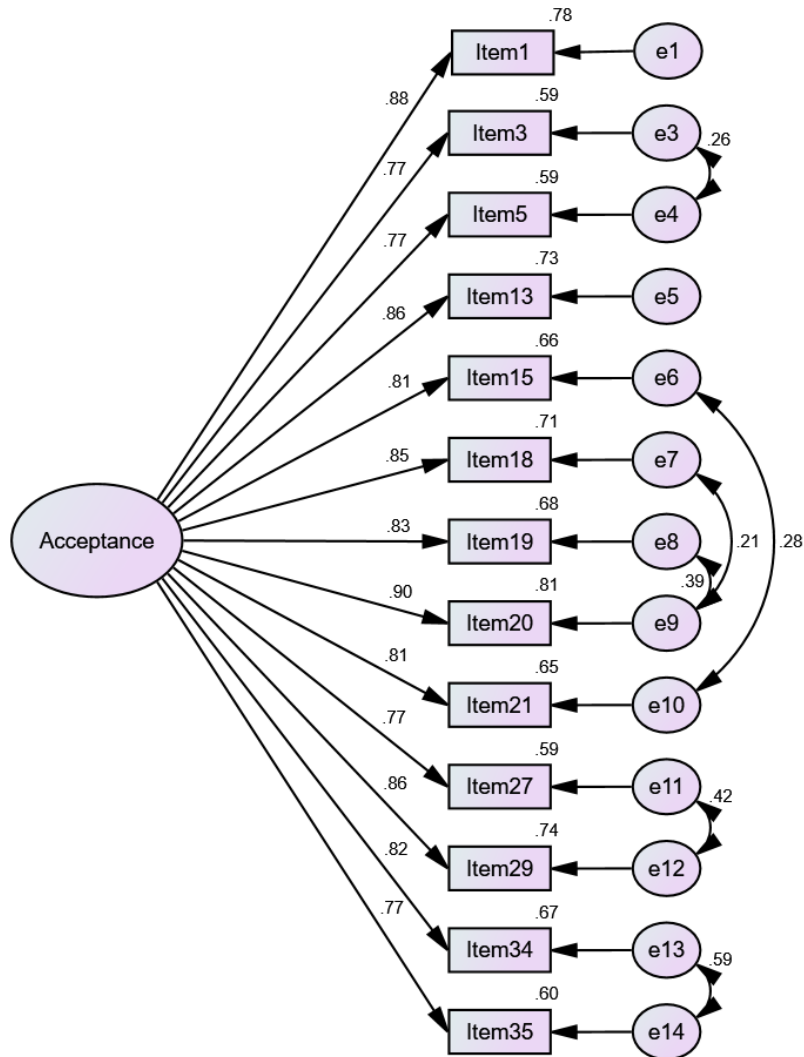 .78
Item1
e1
.88
.59
Item3
e3
.26
.77
.59
Item5
e4
.77
.73
Item13
e5
.86
.66
Item15
e6
.81
.71
Item18
e7
.85
.68
Item19
e8
.83
Acceptance
.21
.28
.39
.81
Item20
e9
.90
.65
Item21
e10
.81
.59
Item27
e11
.42
.77
.74
Item29
e12
.86
.67
Item34
e13
.59
.82
.60
Item35
e14
.77